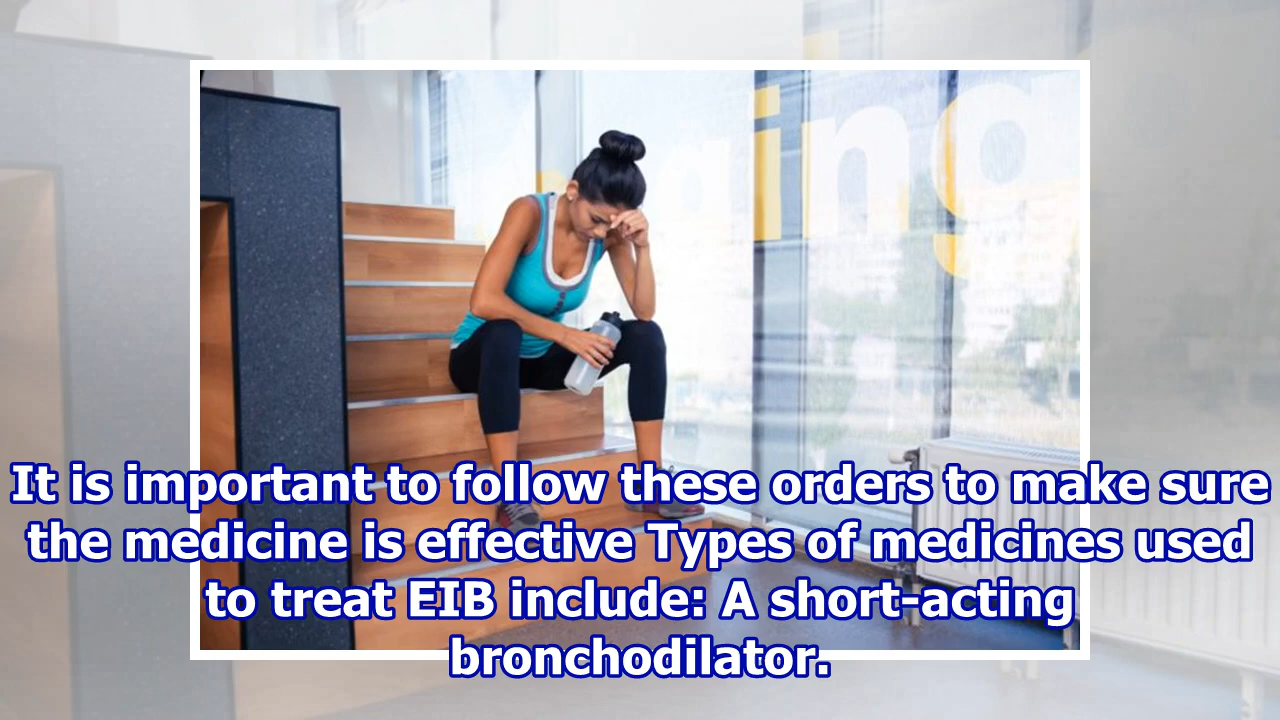 ing
It is important to follow these orders to make sure
the medicine is effective Types of medicines used
to treat EIB include: A short-acting
bronchodilator.